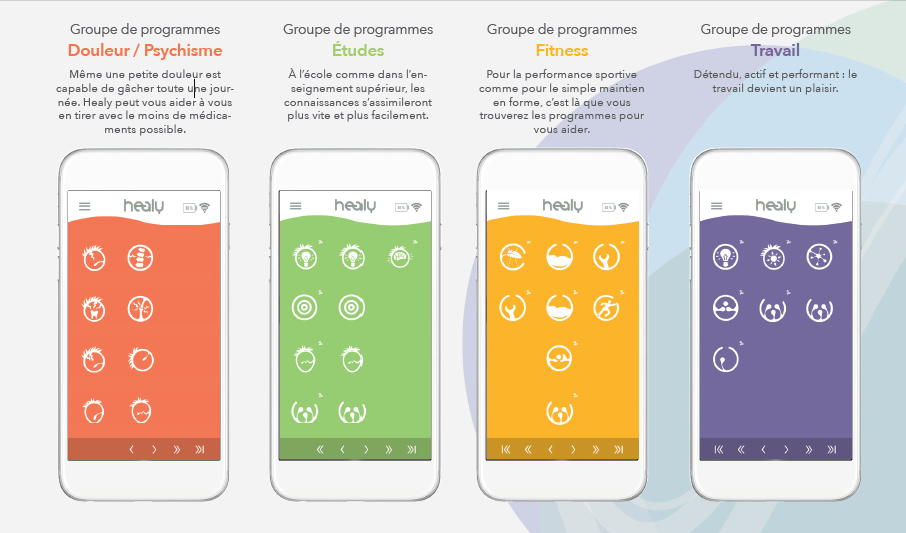 Groupe de programmes
Douleur / Psychisme
Même une petite douleur est
capable de gâcher toute une jour-
née. Healy peut vous aider à vous
en tirer avec le moins de médica-
ments possible.
healy
Groupe de programmes
Études
À l'école comme dans l'en-
seignement supérieur, les
connaissances s'assimileront
plus vite et plus facilement.
healy
Groupe de programmes
Fitness
Pour la performance sportive
comme pour le simple maintien
en forme, c'est là que vous
trouverez les programmes pour
vous aider.
healy
Groupe de programmes
Travail
Détendu, actif et performant : le
travail devient un plaisir.
healy